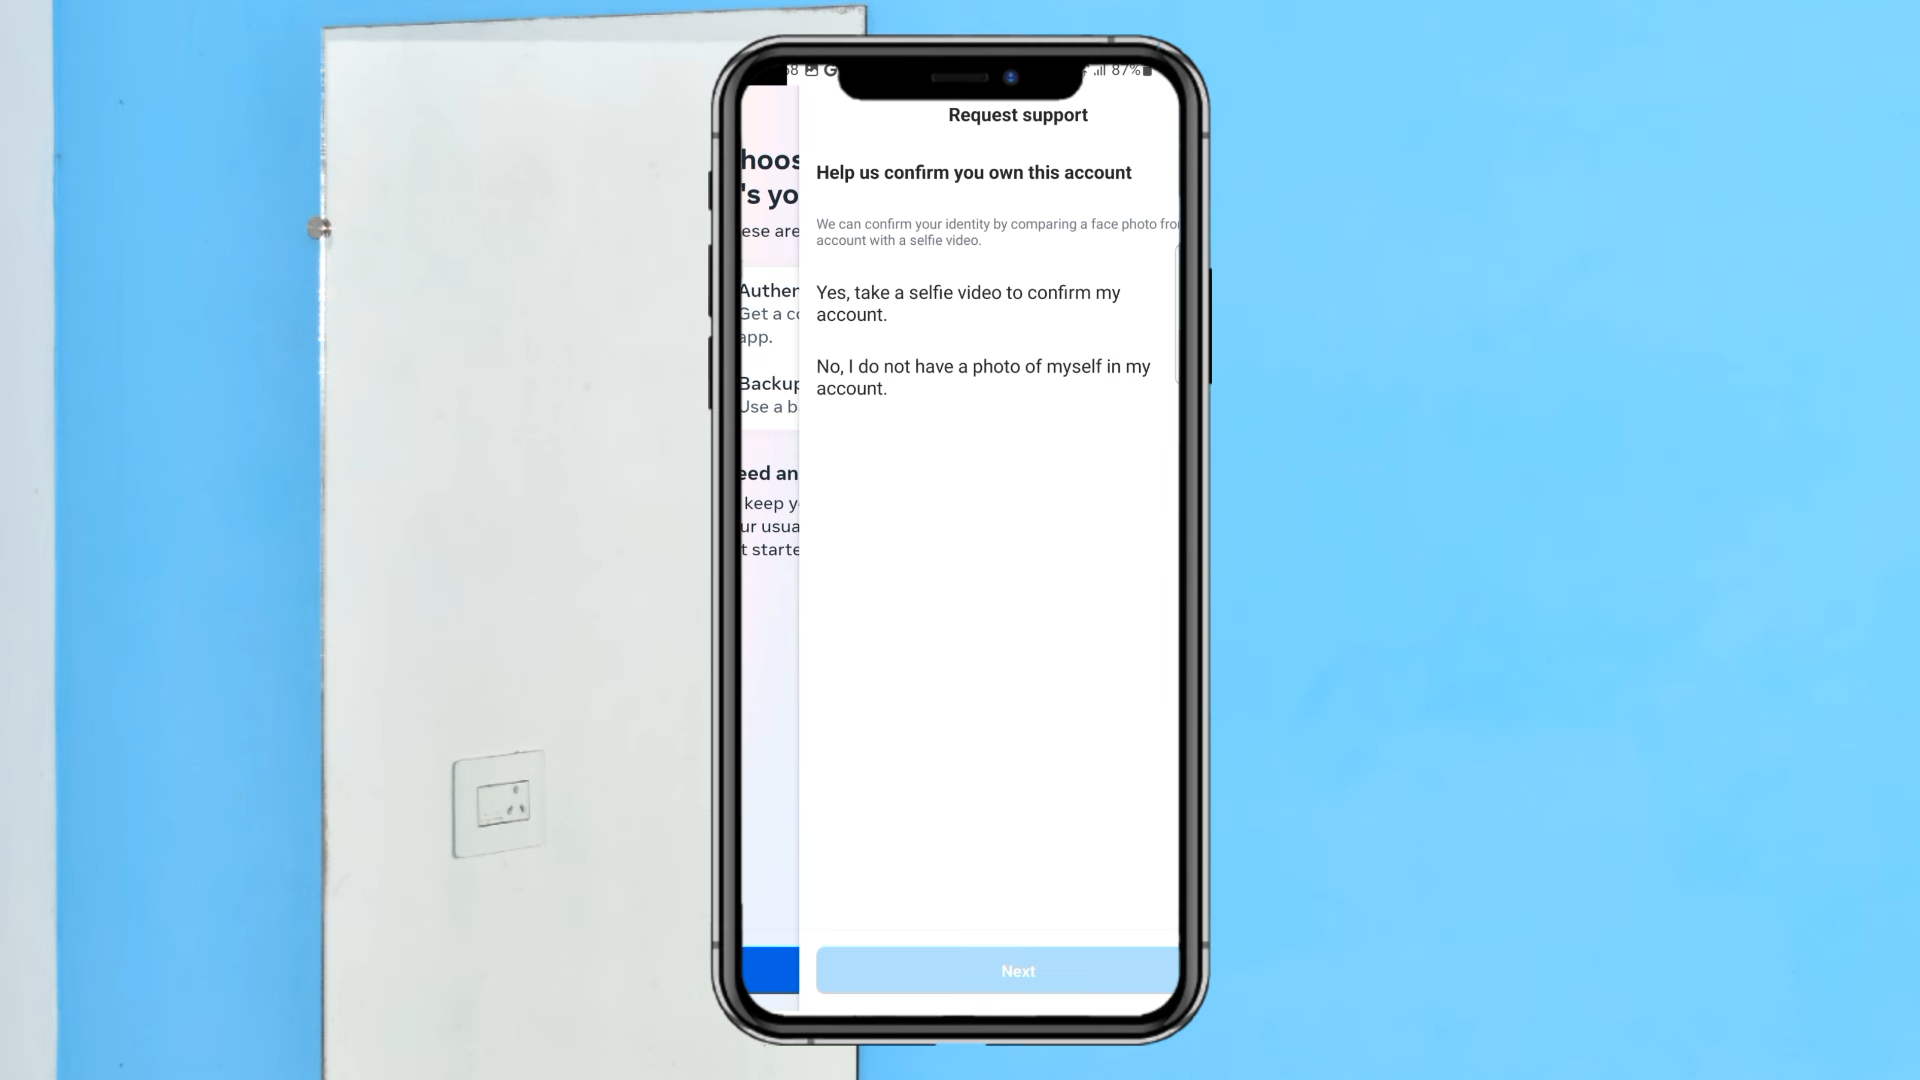 58 G 87%
Request support
hoos
's yo
ese are
Help us confirm you own this account
We can confirm your identity by comparing a face photo from
account with a selfie video.
Yes, take a selfie video to confirm my
account.
No, I do not have a photo of myself in my
account.
Auther
Get a co
app.
Backup
Use a b
eed an
keep y
ur usua
t starte
Next